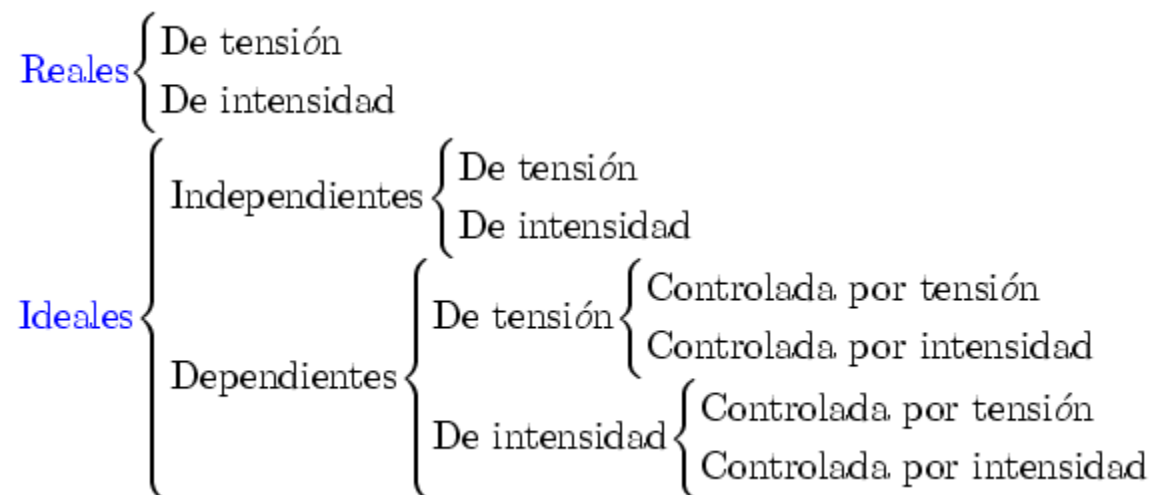 Reales
De tensión
De intensidad
Ideales
Independientes
De tensión
De intensidad
Dependientes
De tensión
Controlada por tensión
Controlada por intensidad
De intensidad
Controlada por tensión
Controlada por intensidad